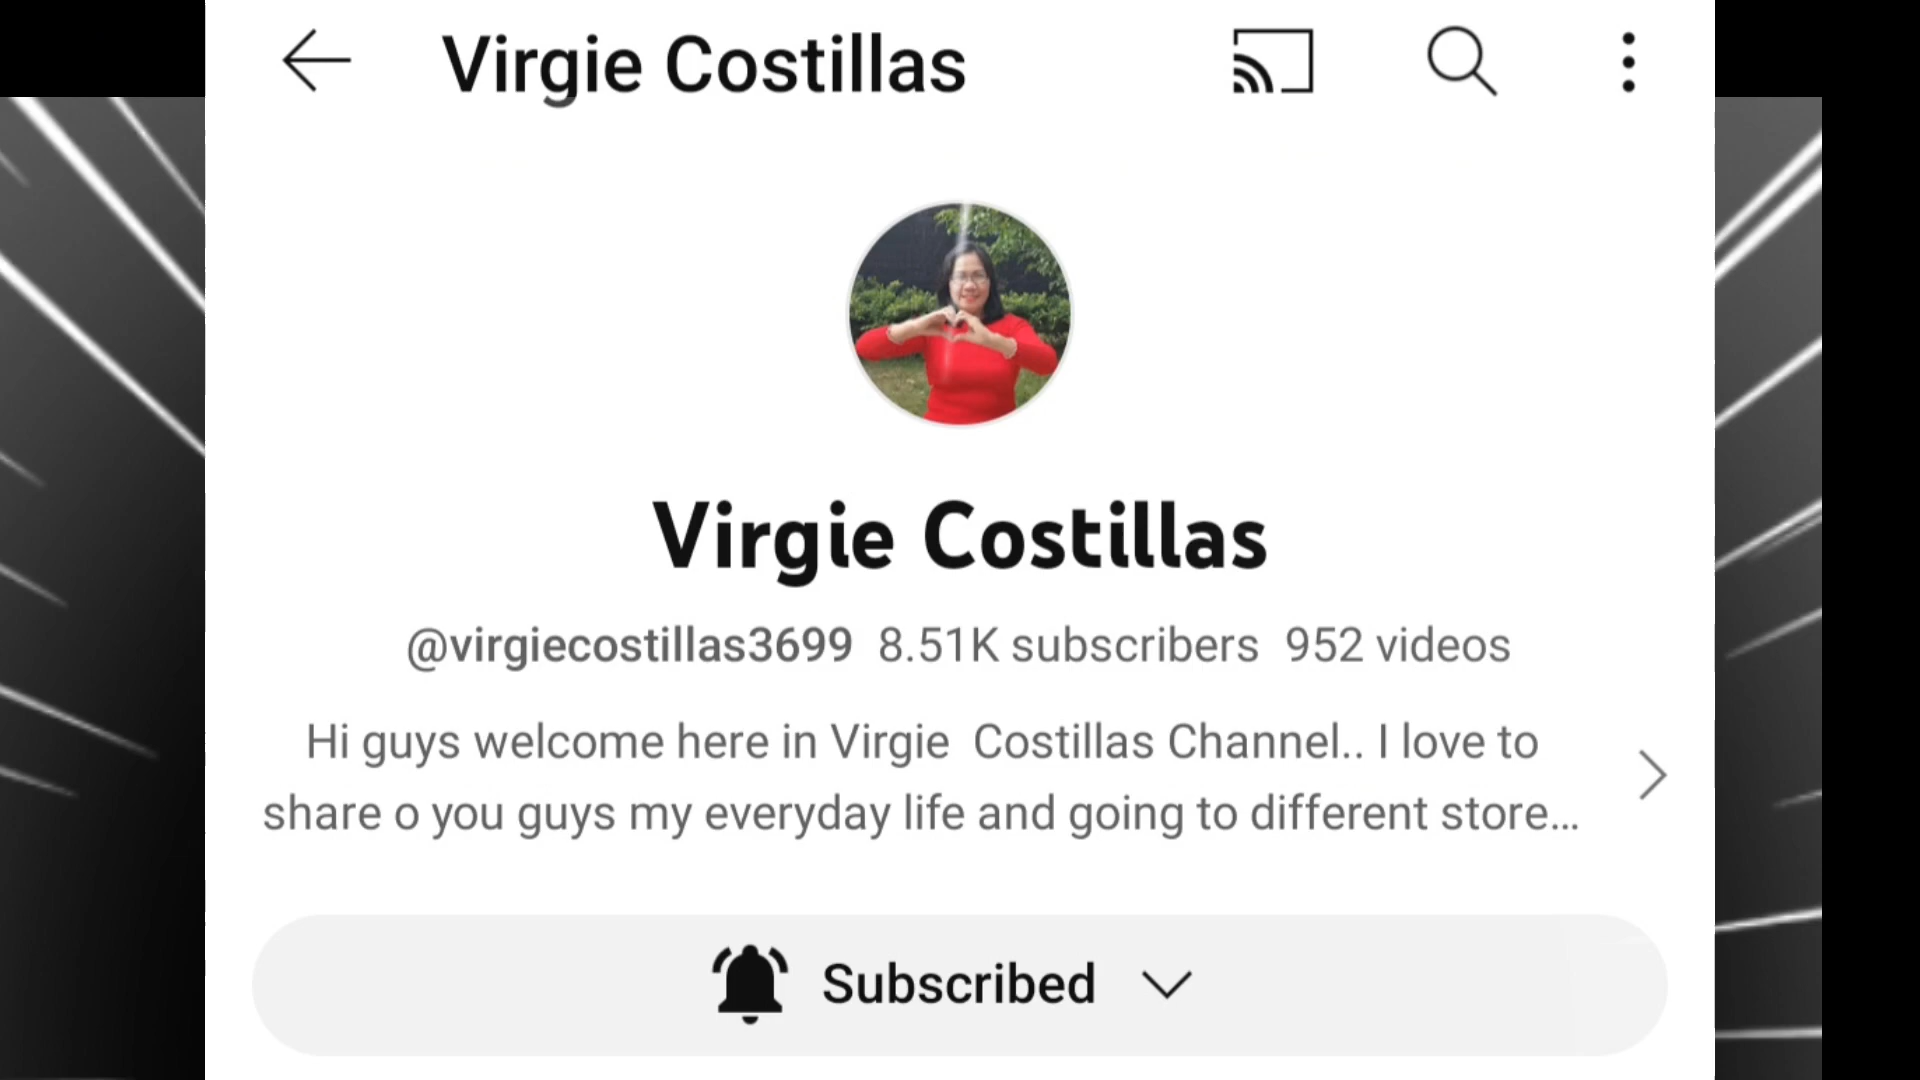 Virgie Costillas
Virgie Costillas
@virgiecostillas3699 8.51K subscribers 952 videos
Hi guys welcome here in Virgie Costillas Channel.. I love to
share o you guys my everyday life and going to different store...
Subscribed